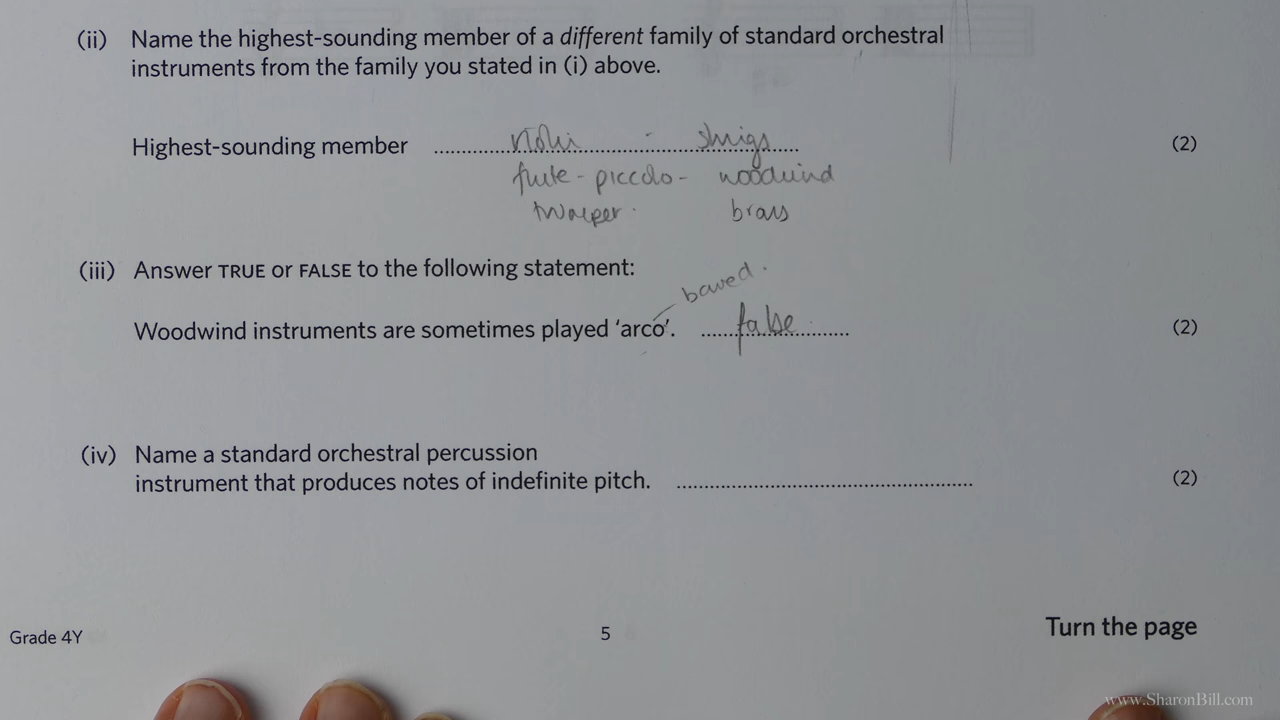 (ii) Name the highest-sounding member of a different family of standard orchestral
instruments from the family you stated in (i) above.
Highest-sounding member ........ - ........ (2)
flute - piccolo - woodwind
brass
(iii) Answer TRUE or FALSE to the following statement:
bowed.
Woodwind instruments are sometimes played ‘arco’. ........ false ........ (2)
(iv) Name a standard orchestral percussion
instrument that produces notes of indefinite pitch. ........ (2)
Grade 4Y 5 Turn the page
www.SharonBill.com